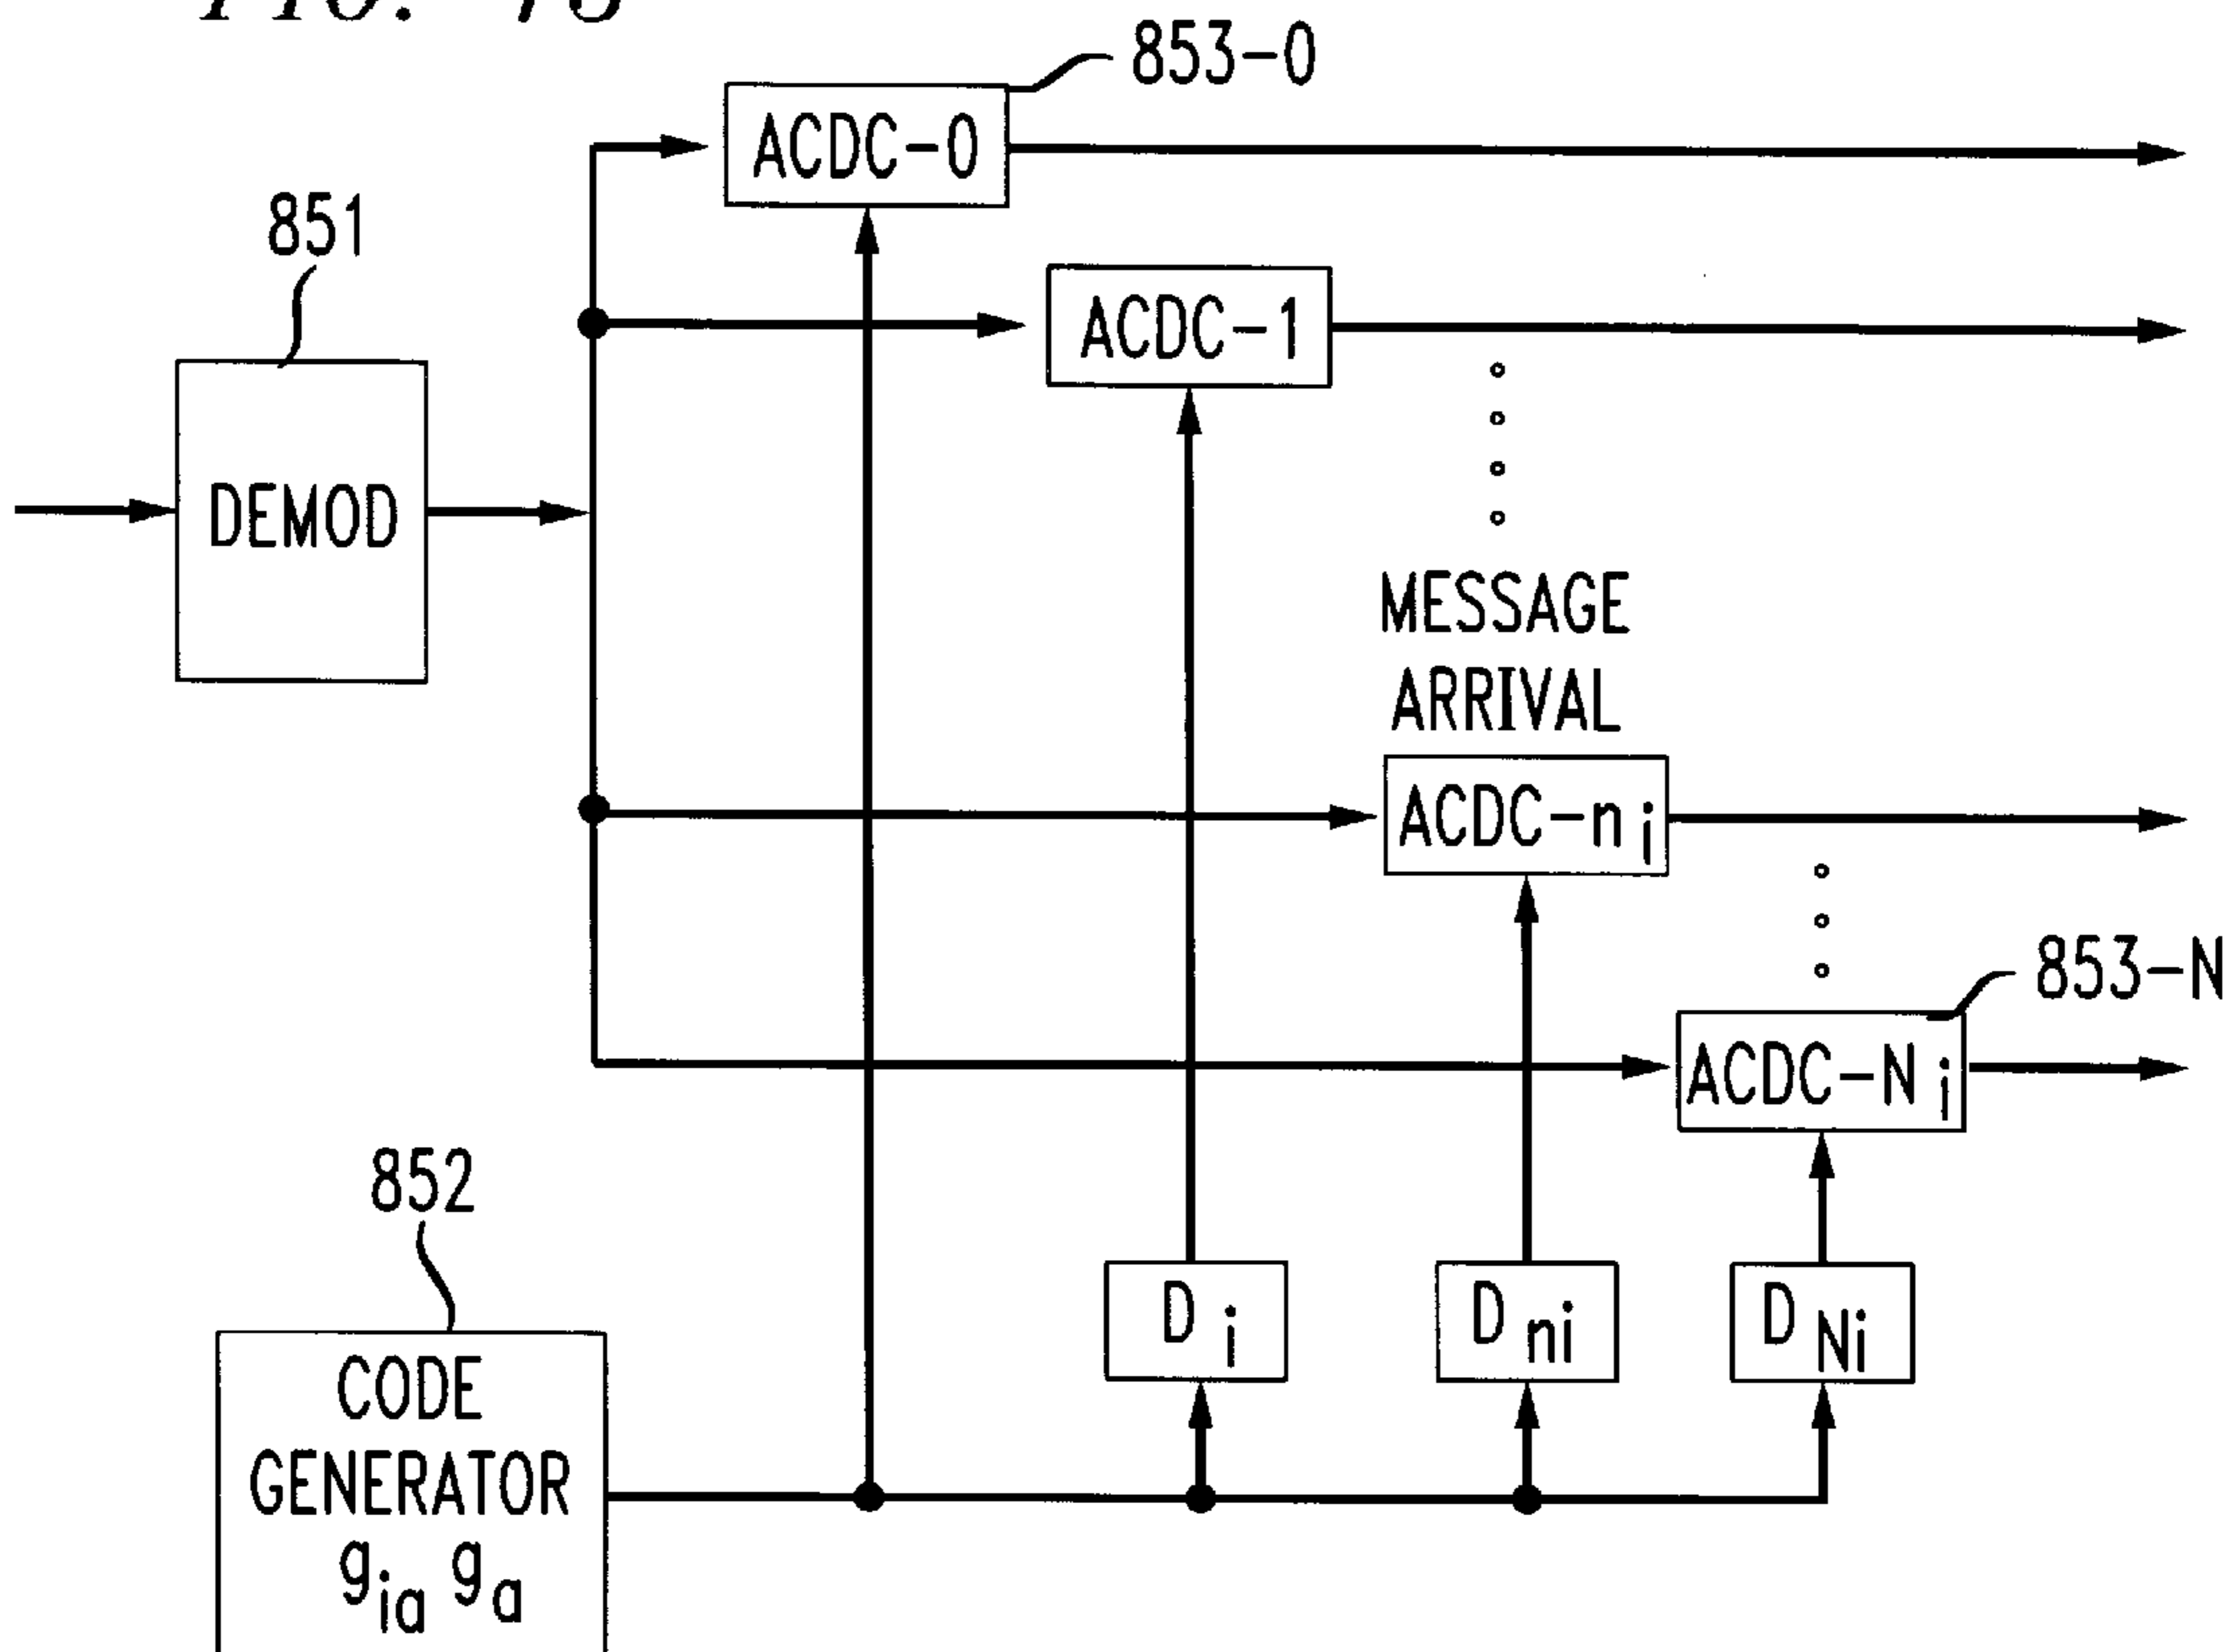 853-0
ACDC-0
851
ACDC-1
DEMOD
MESSAGE
ARRIVAL
ACDC-n i
853-N
ACDC-N i
852
D i
D ni
D Ni
CODE
GENERATOR
g ia g a